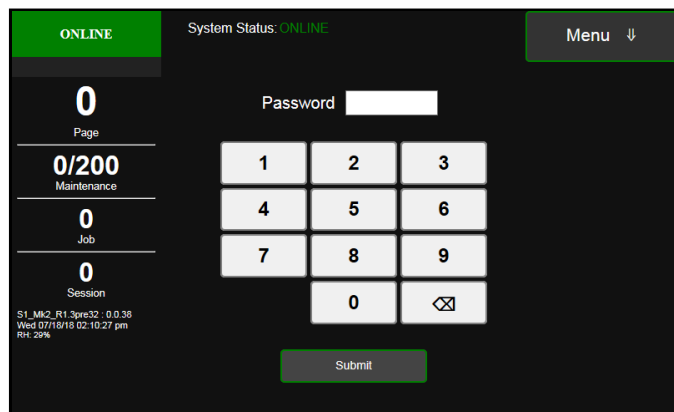 ONLINE
System Status: ONLINE
Menu ⇓
0
Page
0/200
Maintenance
0
Job
0
Session
S1_Mk2_R1.3pre32 : 0.0.38
Wed 07/18/18 02:10:27 pm
RH: 29%
Password
1 2 3
4 5 6
7 8 9
0 ⌫
Submit